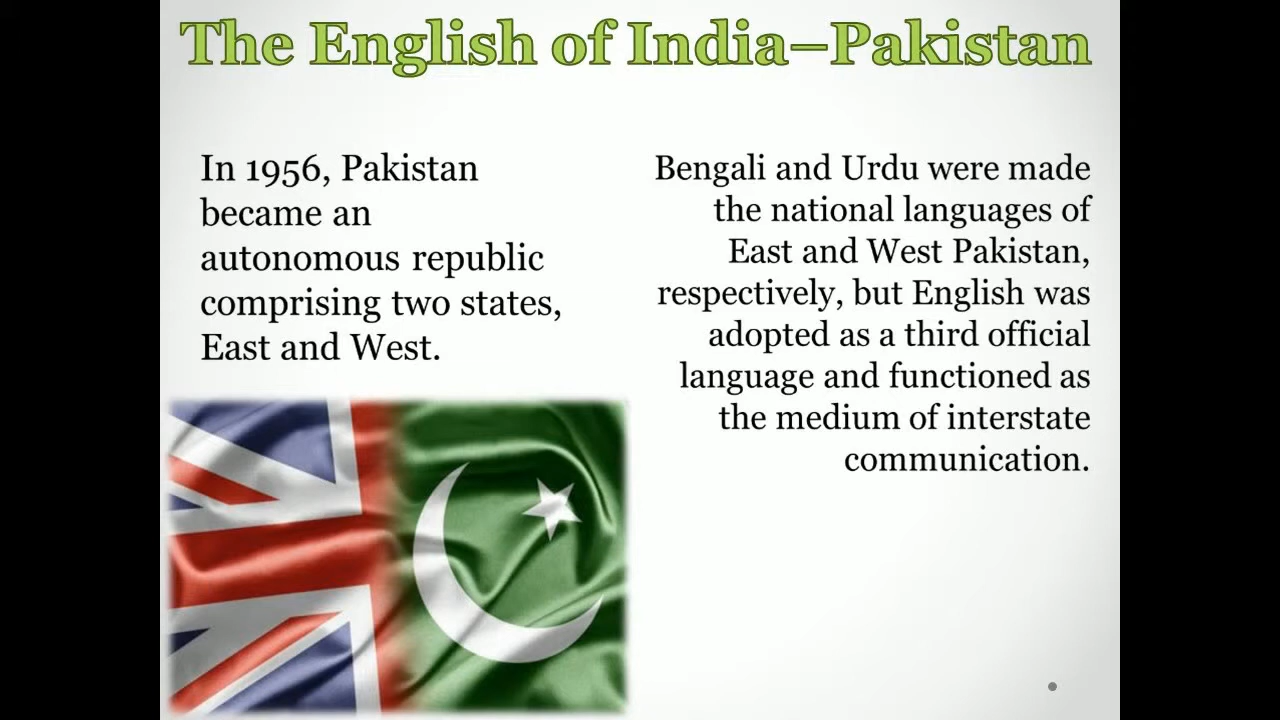 The English of India–Pakistan
In 1956, Pakistan
became an
autonomous republic
comprising two states,
East and West.
Bengali and Urdu were made
the national languages of
East and West Pakistan,
respectively, but English was
adopted as a third official
language and functioned as
the medium of interstate
communication.